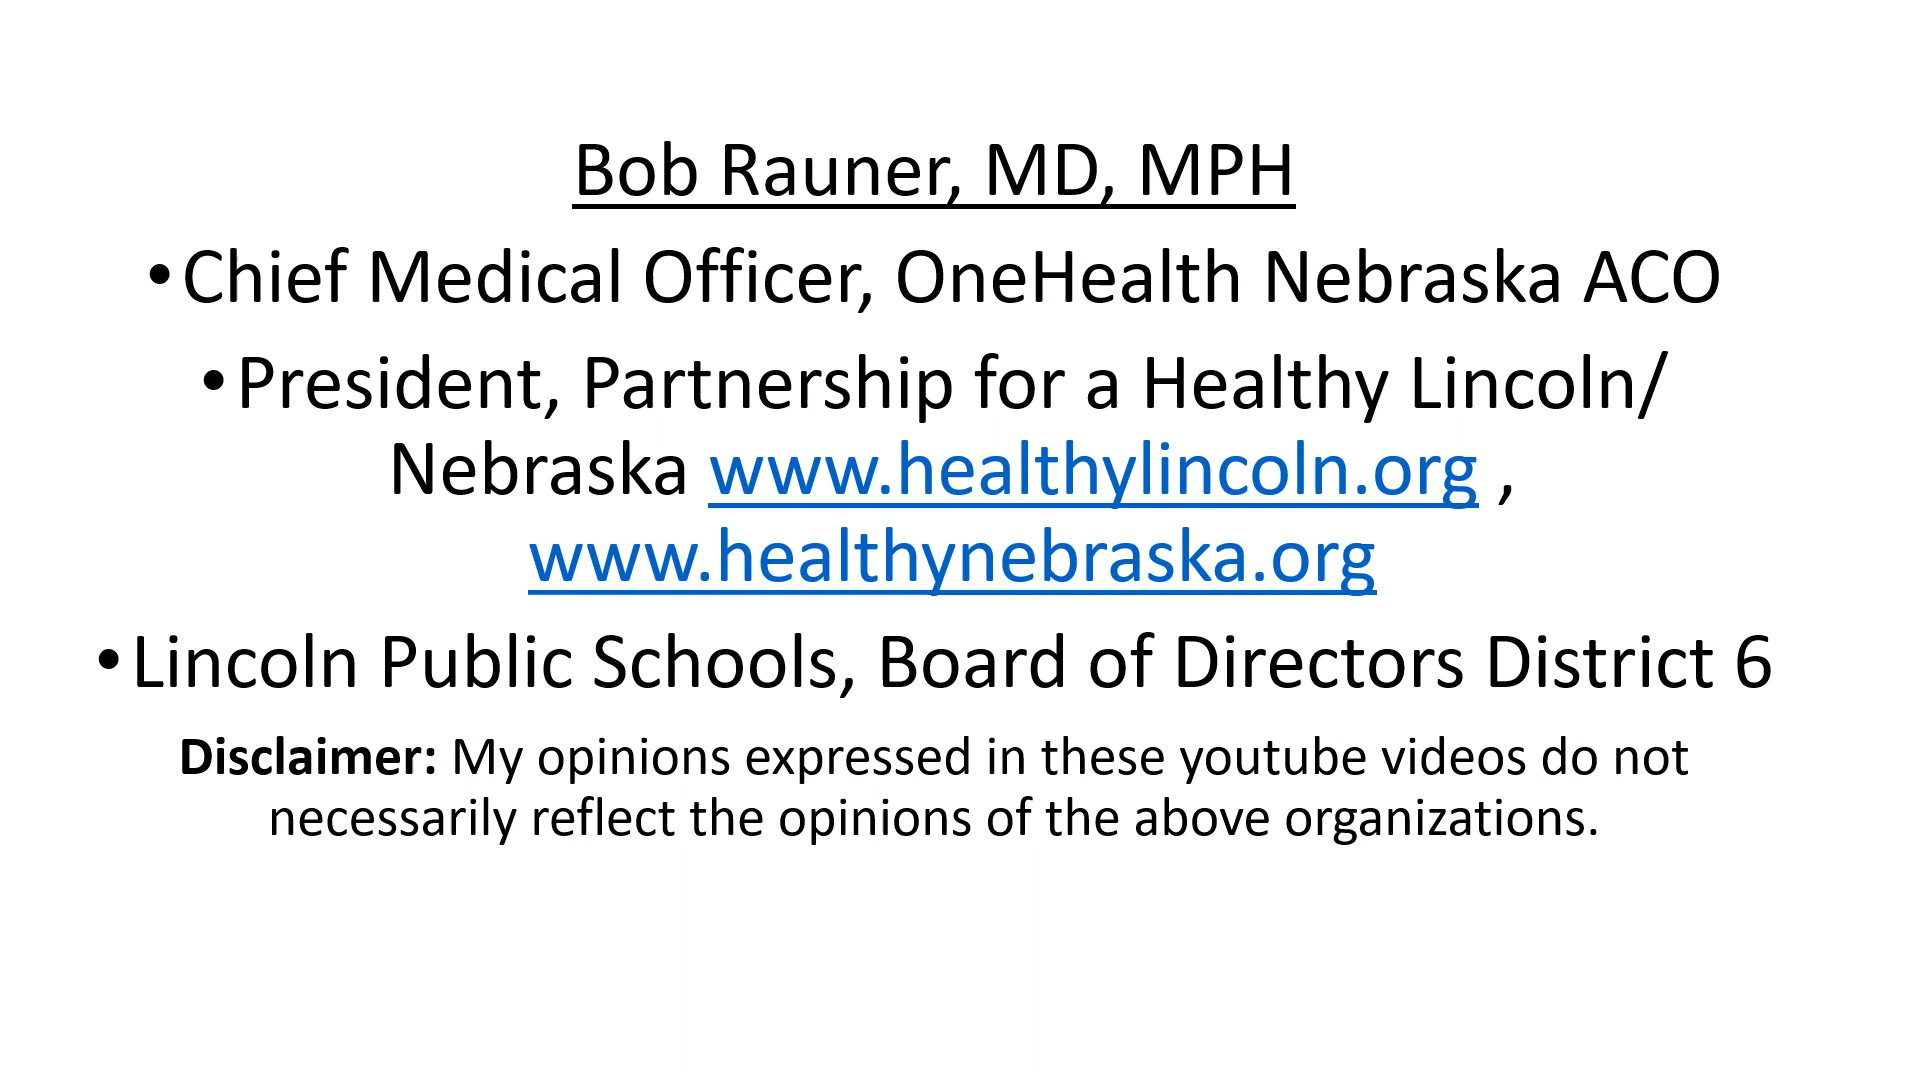 Bob Rauner, MD, MPH
•Chief Medical Officer, OneHealth Nebraska ACO
•President, Partnership for a Healthy Lincoln/
Nebraska www.healthylincoln.org ,
www.healthynebraska.org
•Lincoln Public Schools, Board of Directors District 6
Disclaimer: My opinions expressed in these youtube videos do not
necessarily reflect the opinions of the above organizations.